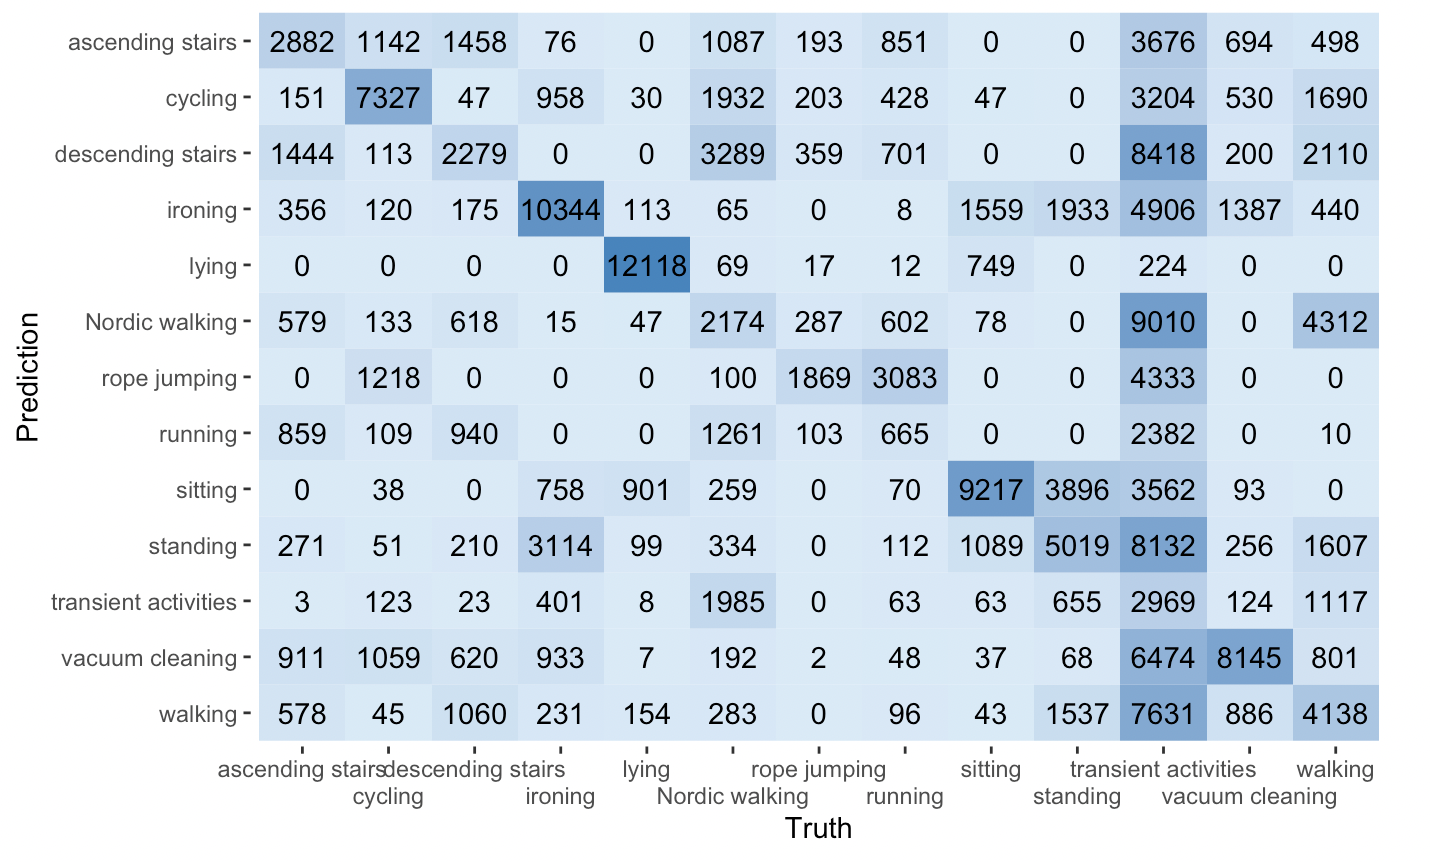 ascending stairs 2882 1142 1458 76 0 1087 193 851 0 0 3676 694 498
cycling 151 7327 47 958 30 1932 203 428 47 0 3204 530 1690
descending stairs 1444 113 2279 0 0 3289 359 701 0 0 8418 200 2110
ironing 356 120 175 10344 113 65 0 8 1559 1933 4906 1387 440
lying 0 0 0 0 12118 69 17 12 749 0 224 0 0
Nordic walking 579 133 618 15 47 2174 287 602 78 0 9010 0 4312
rope jumping 0 1218 0 0 0 100 1869 3083 0 0 4333 0 0
running 859 109 940 0 0 1261 103 665 0 0 2382 0 10
sitting 0 38 0 758 901 259 0 70 9217 3896 3562 93 0
standing 271 51 210 3114 99 334 0 112 1089 5019 8132 256 1607
transient activities 3 123 23 401 8 1985 0 63 63 655 2969 124 1117
vacuum cleaning 911 1059 620 933 7 192 2 48 37 68 6474 8145 801
walking 578 45 1060 231 154 283 0 96 43 1537 7631 886 4138
Prediction
ascending stairs descending stairs lying rope jumping sitting transient activities walking
cycling ironing Nordic walking running standing vacuum cleaning
Truth